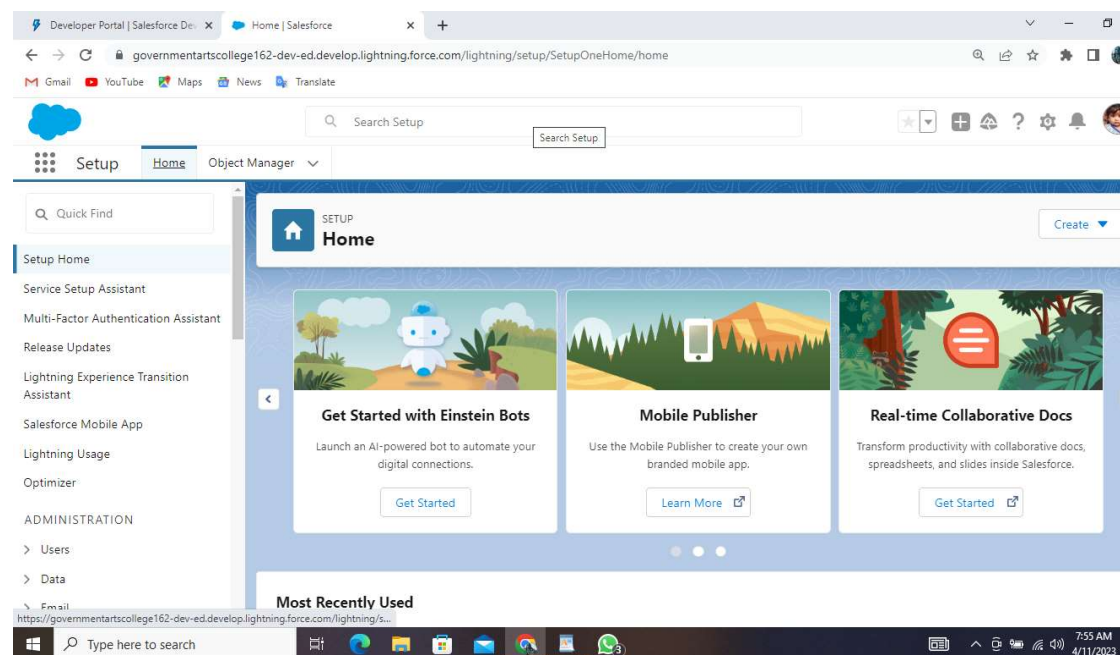 Developer Portal | Salesforce De
Home | Salesforce
governmentartscollege162-dev-ed.develop.lightning.force.com/lightning/setup/SetupOneHome/home
Gmail YouTube Maps News Translate
Search Setup
Search Setup
Setup Home Object Manager
Quick Find
SETUP
Home
Create
Setup Home
Service Setup Assistant
Multi-Factor Authentication Assistant
Release Updates
Lightning Experience Transition
Assistant
Salesforce Mobile App
Lightning Usage
Optimizer
ADMINISTRATION
Users
Data
Email
Get Started with Einstein Bots
Launch an AI-powered bot to automate your
digital connections.
Get Started
Mobile Publisher
Use the Mobile Publisher to create your own
branded mobile app.
Learn More
Real-time Collaborative Docs
Transform productivity with collaborative docs,
spreadsheets, and slides inside Salesforce.
Get Started
Most Recently Used
https://governmentartscollege162-dev-ed.develop.lightning.force.com/lightning/s...
Type here to search
3
7:55 AM
4/11/2023